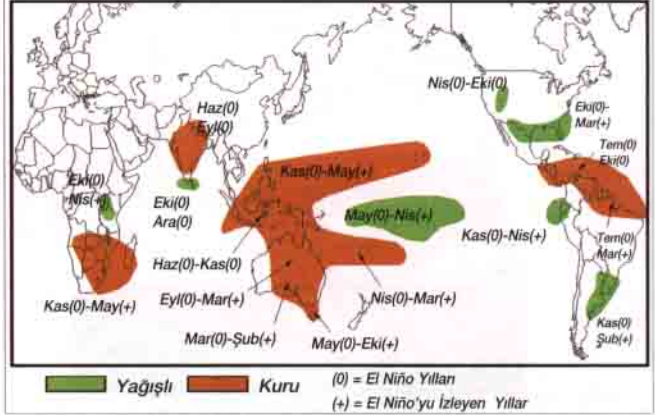 Nis(0)-Eki(0)
Haz(0)
Eyl(0)
Eki(0)-
Mar(+)
Tem(0)
Eki(0)
Kas(0)-May(+)
Eki(0)
Nis(+)
Eki(0)
Ara(0)
May(0)-Nis(+)
Kas(0)-Nis(+)
Tem(0)
Mar(+)
Haz(0)-Kas(0)
Kas(0)-May(+)
Eyl(0)-Mar(+)
Nis(0)-Mar(+)
Mar(0)-Şub(+)
May(0)-Eki(+)
Kas(0)
Şub(+)
Yağışlı
Kuru
(0) = El Niño Yılları
(+) = El Niño'yu İzleyen Yıllar